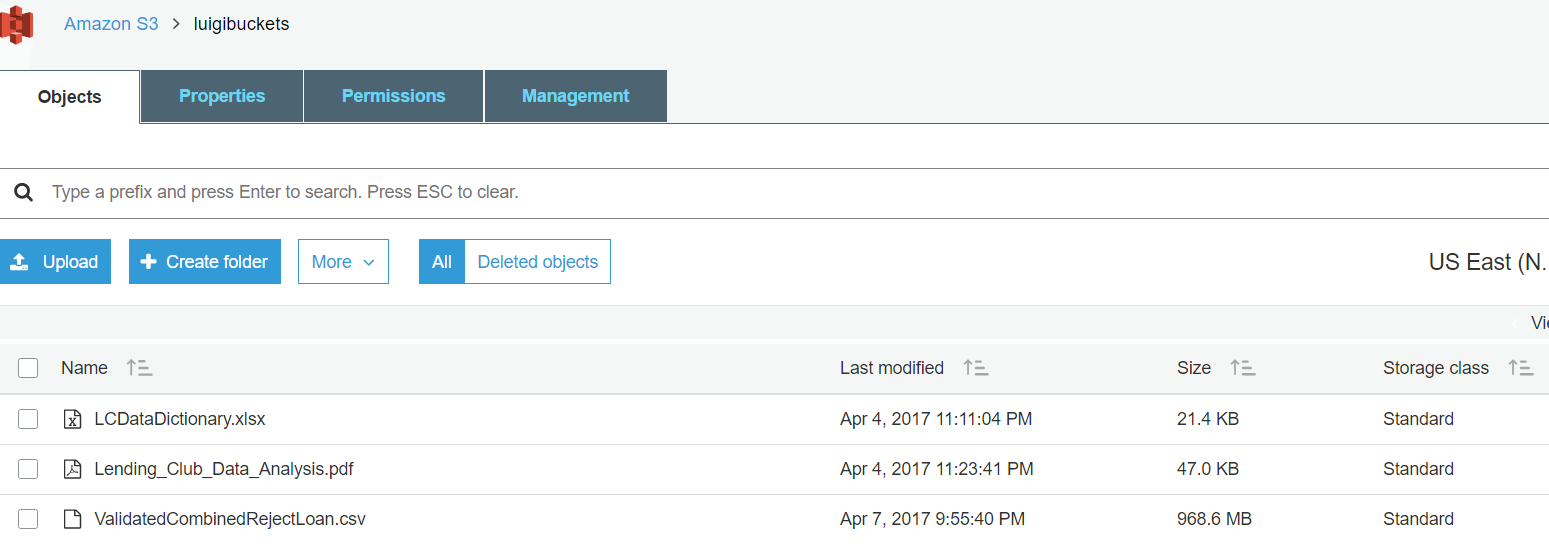 Amazon S3 > luigibuckets
Objects Properties Permissions Management
Type a prefix and press Enter to search. Press ESC to clear.
Upload Create folder More All Deleted objects US East (N.
Name Last modified Size Storage class
LCDataDictionary.xlsx Apr 4, 2017 11:11:04 PM 21.4 KB Standard
Lending_Club_Data_Analysis.pdf Apr 4, 2017 11:23:41 PM 47.0 KB Standard
ValidatedCombinedRejectLoan.csv Apr 7, 2017 9:55:40 PM 968.6 MB Standard